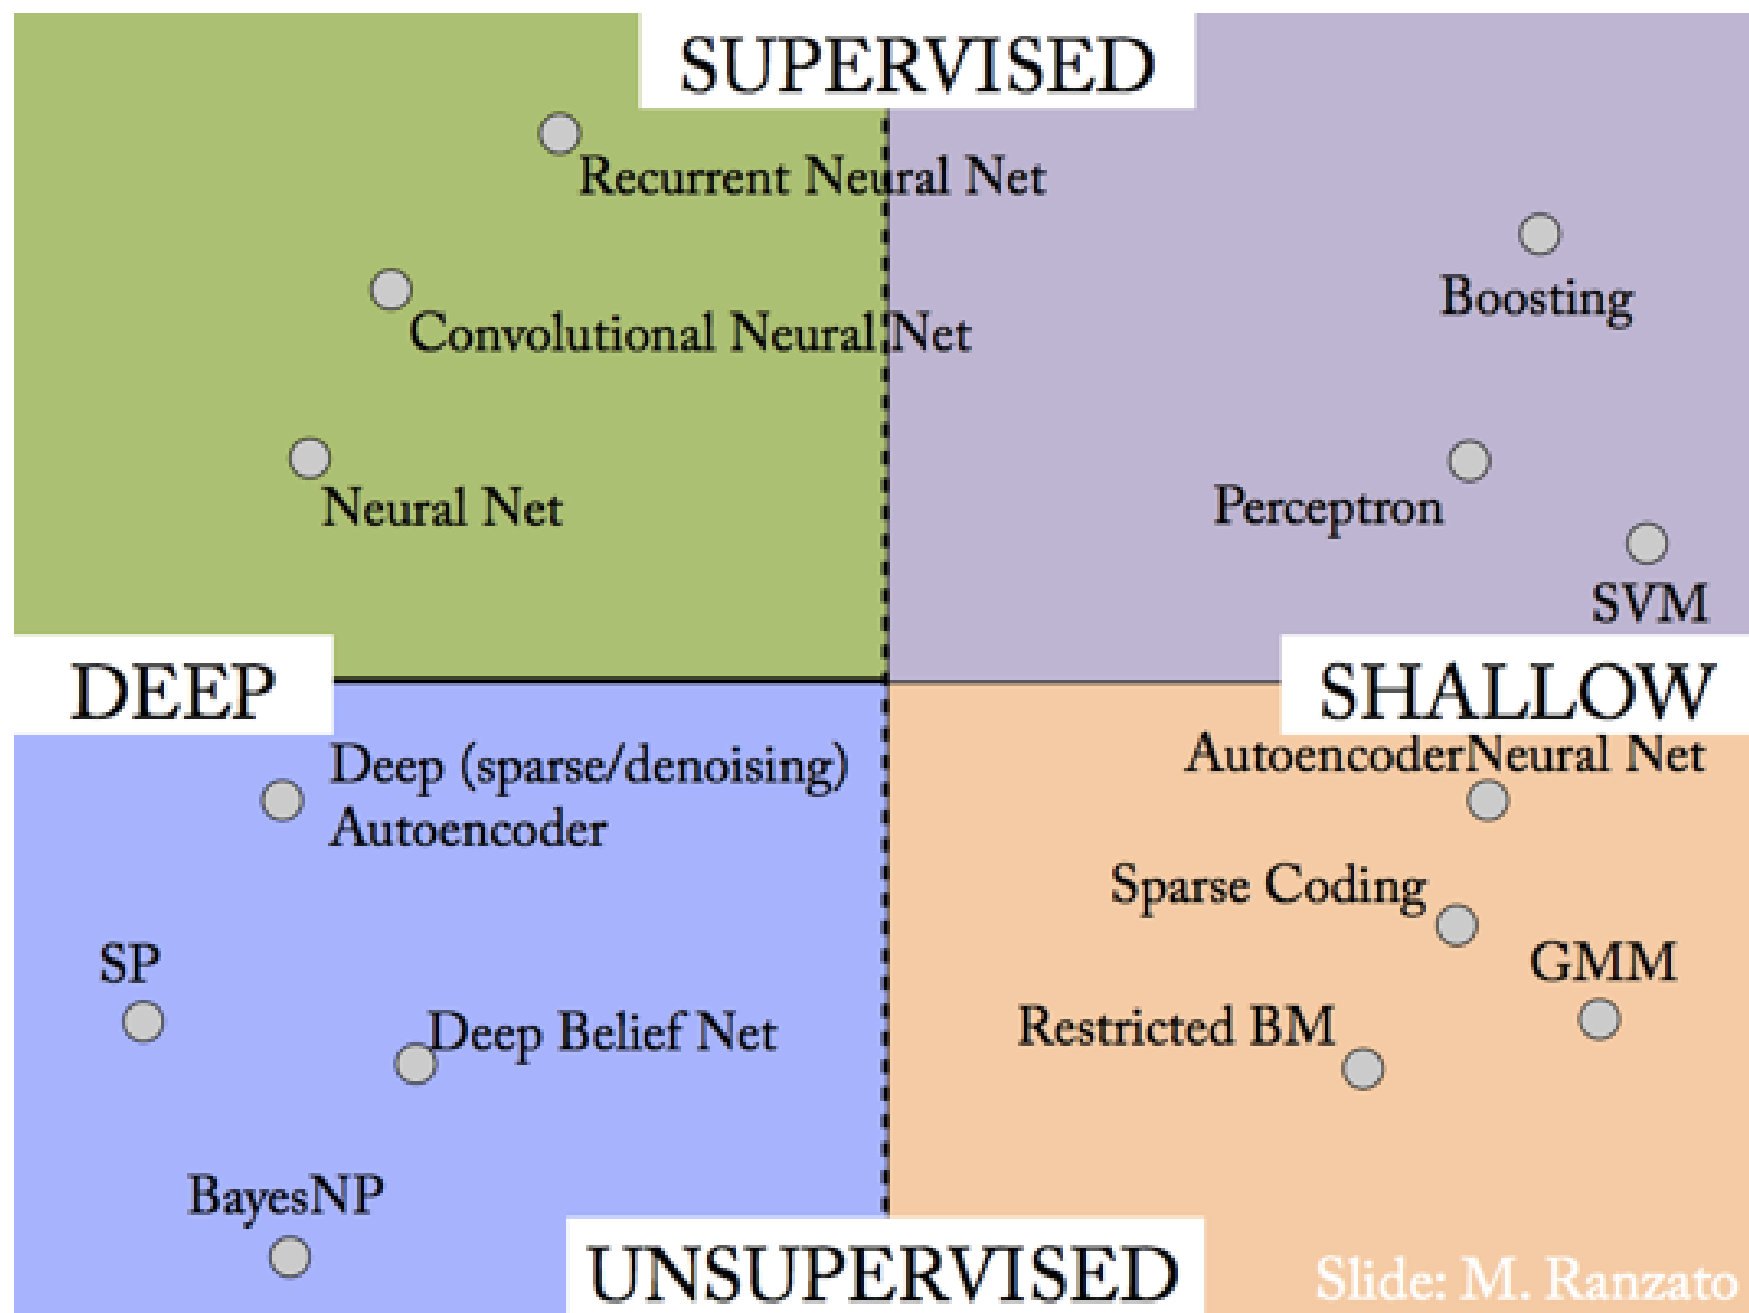 SUPERVISED
Recurrent Neural Net
Boosting
Convolutional Neural Net
Perceptron
Neural Net
SVM
DEEP
SHALLOW
Deep (sparse/denoising)
Autoencoder
AutoencoderNeural Net
Sparse Coding
SP
GMM
Deep Belief Net
Restricted BM
BayesNP
UNSUPERVISED
Slide: M. Ranzato